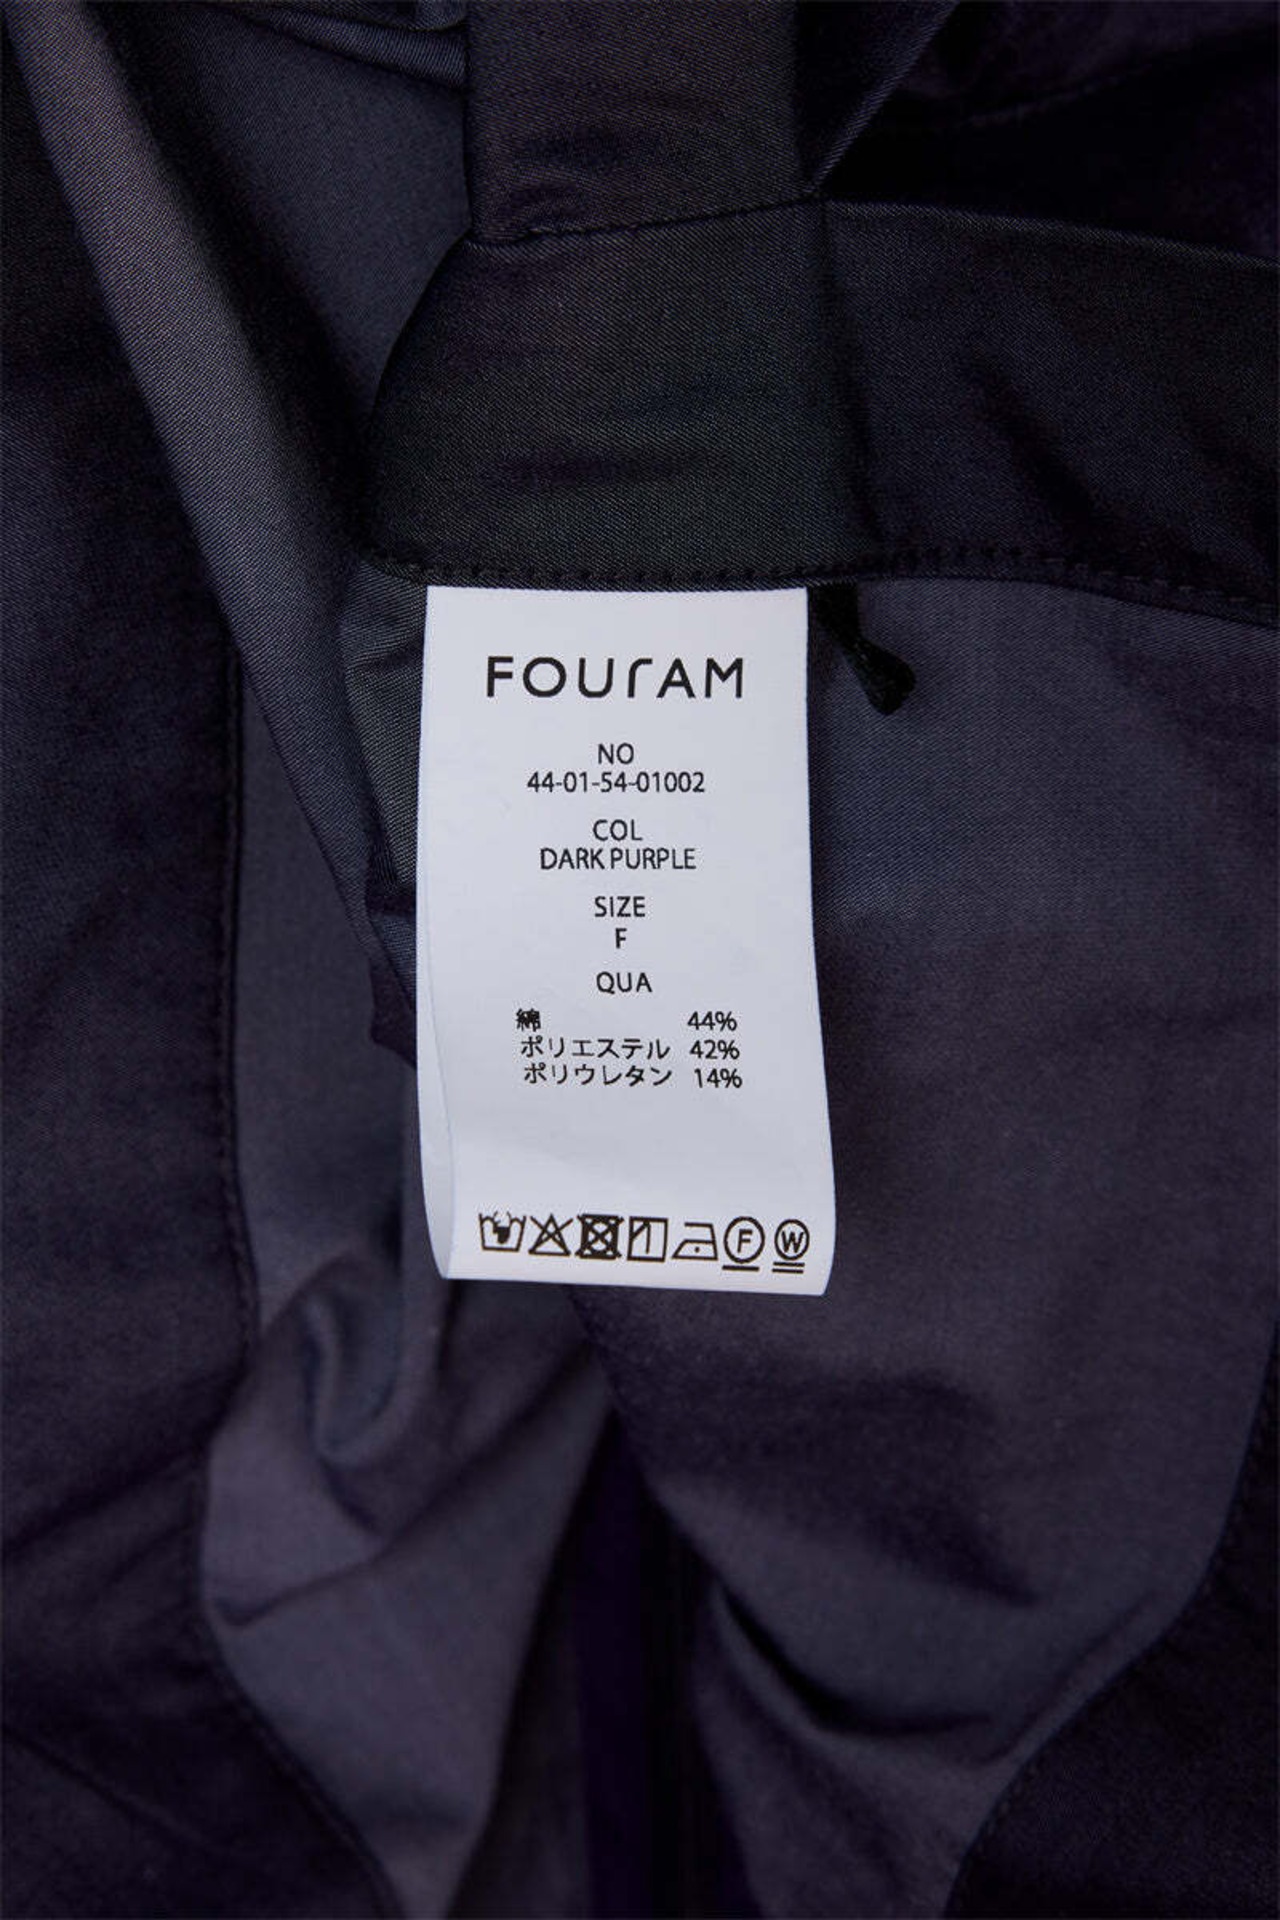 FOURAM
NO
44-01-54-01002
COL
DARK PURPLE
SIZE
F
QUA
綿 44%
ポリエステル 42%
ポリウレタン 14%
F W